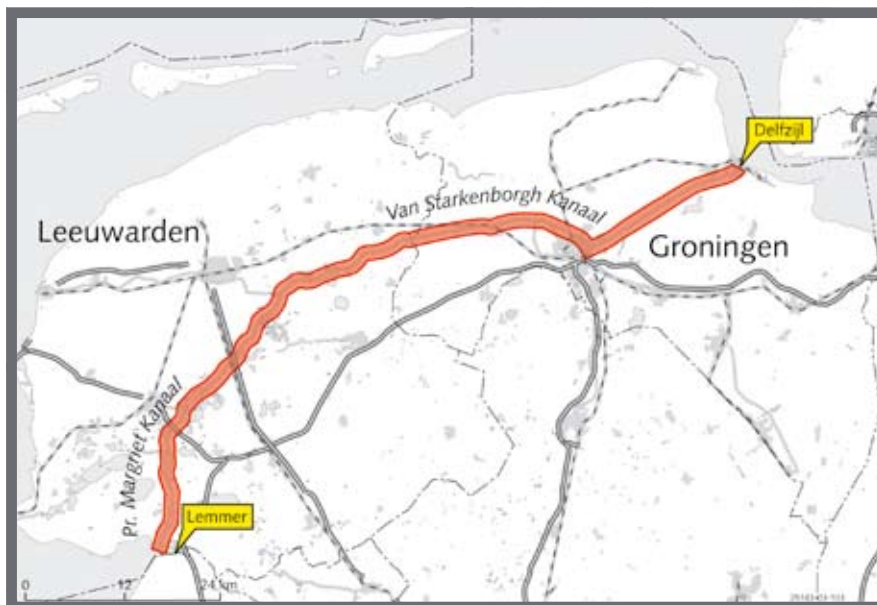 Delfzijl
Van Starkenborgh Kanaal
Leeuwarden
Groningen
Pr. Margriet Kanaal
Lemmer
0 12 24 km